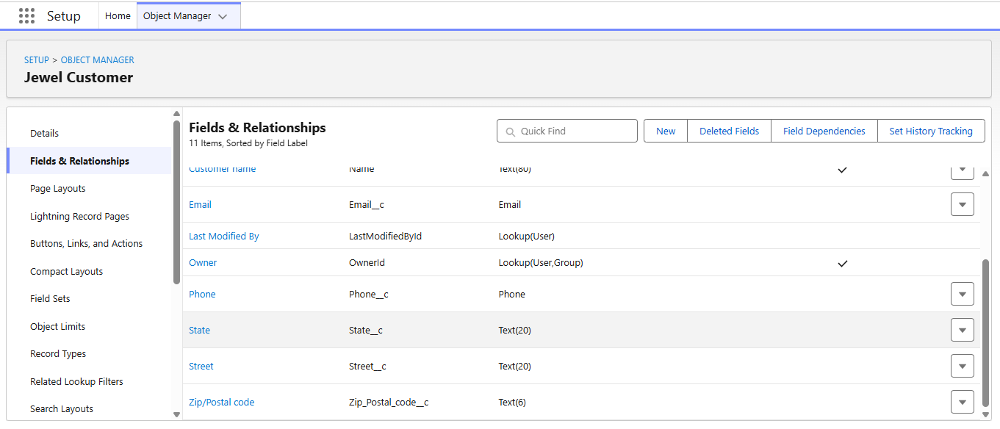 Setup Home Object Manager
SETUP > OBJECT MANAGER
Jewel Customer
Details
Fields & Relationships
Page Layouts
Lightning Record Pages
Buttons, Links, and Actions
Compact Layouts
Field Sets
Object Limits
Record Types
Related Lookup Filters
Search Layouts
Fields & Relationships
11 Items, Sorted by Field Label
Quick Find
New Deleted Fields Field Dependencies Set History Tracking
Customer name Name Text(80)
Email Email__c Email
Last Modified By LastModifiedById Lookup(User)
Owner OwnerId Lookup(User,Group)
Phone Phone__c Phone
State State__c Text(20)
Street Street__c Text(20)
Zip/Postal code Zip_Postal_code__c Text(6)